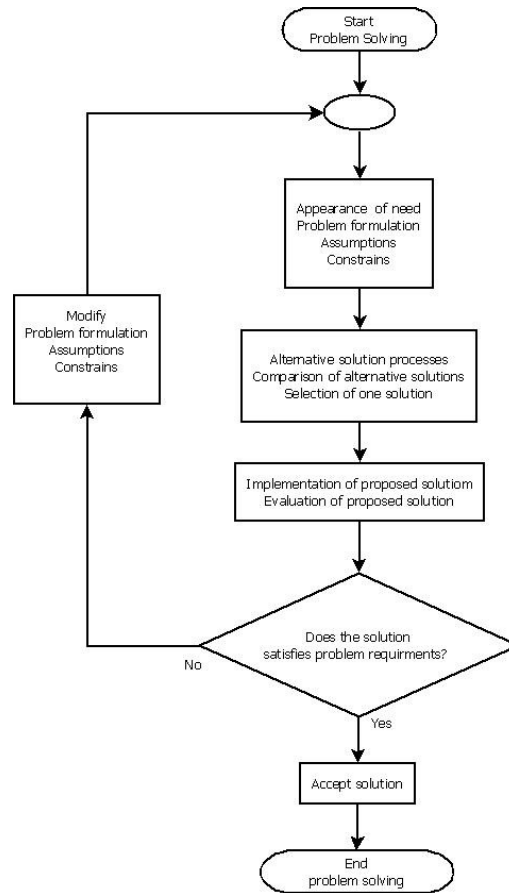 Start
Problem Solving
Appearance of need
Problem formulation
Assumptions
Constrains
Modify
Problem formulation
Assumptions
Constrains
Alternative solution processes
Comparison of alternative solutions
Selection of one solution
Implementation of proposed solutiom
Evaluation of proposed solution
Does the solution
satisfies problem requirments?
No
Yes
Accept solution
End
problem solving